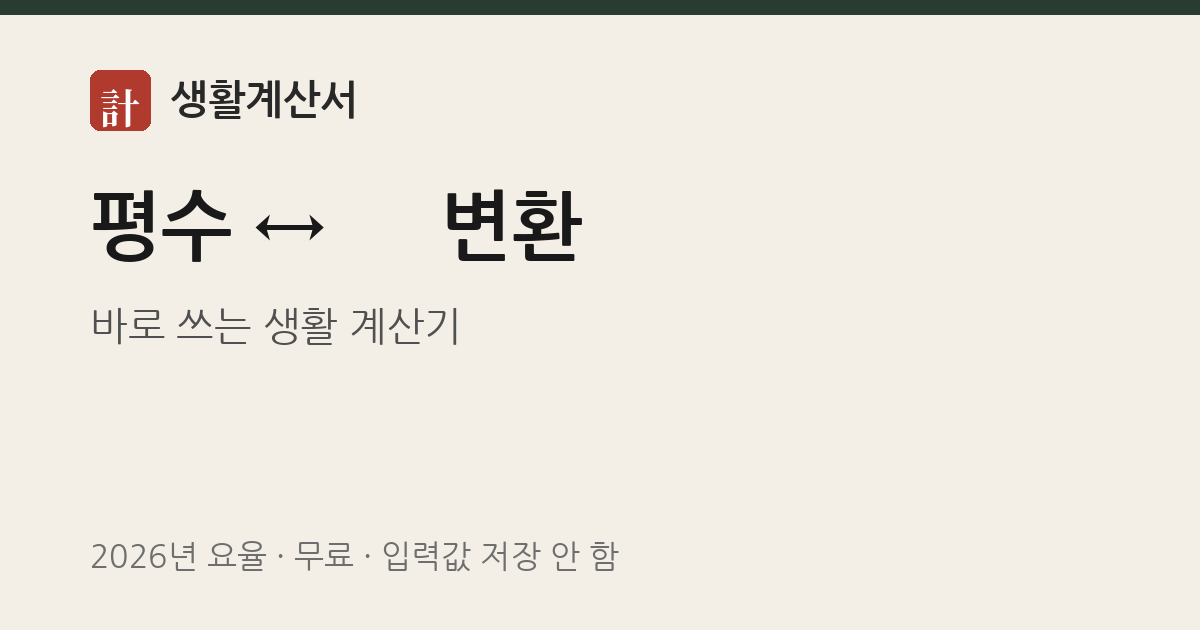 計 생활계산서
평수 ↔ 변환
바로 쓰는 생활 계산기
2026년 요율 · 무료 · 입력값 저장 안 함